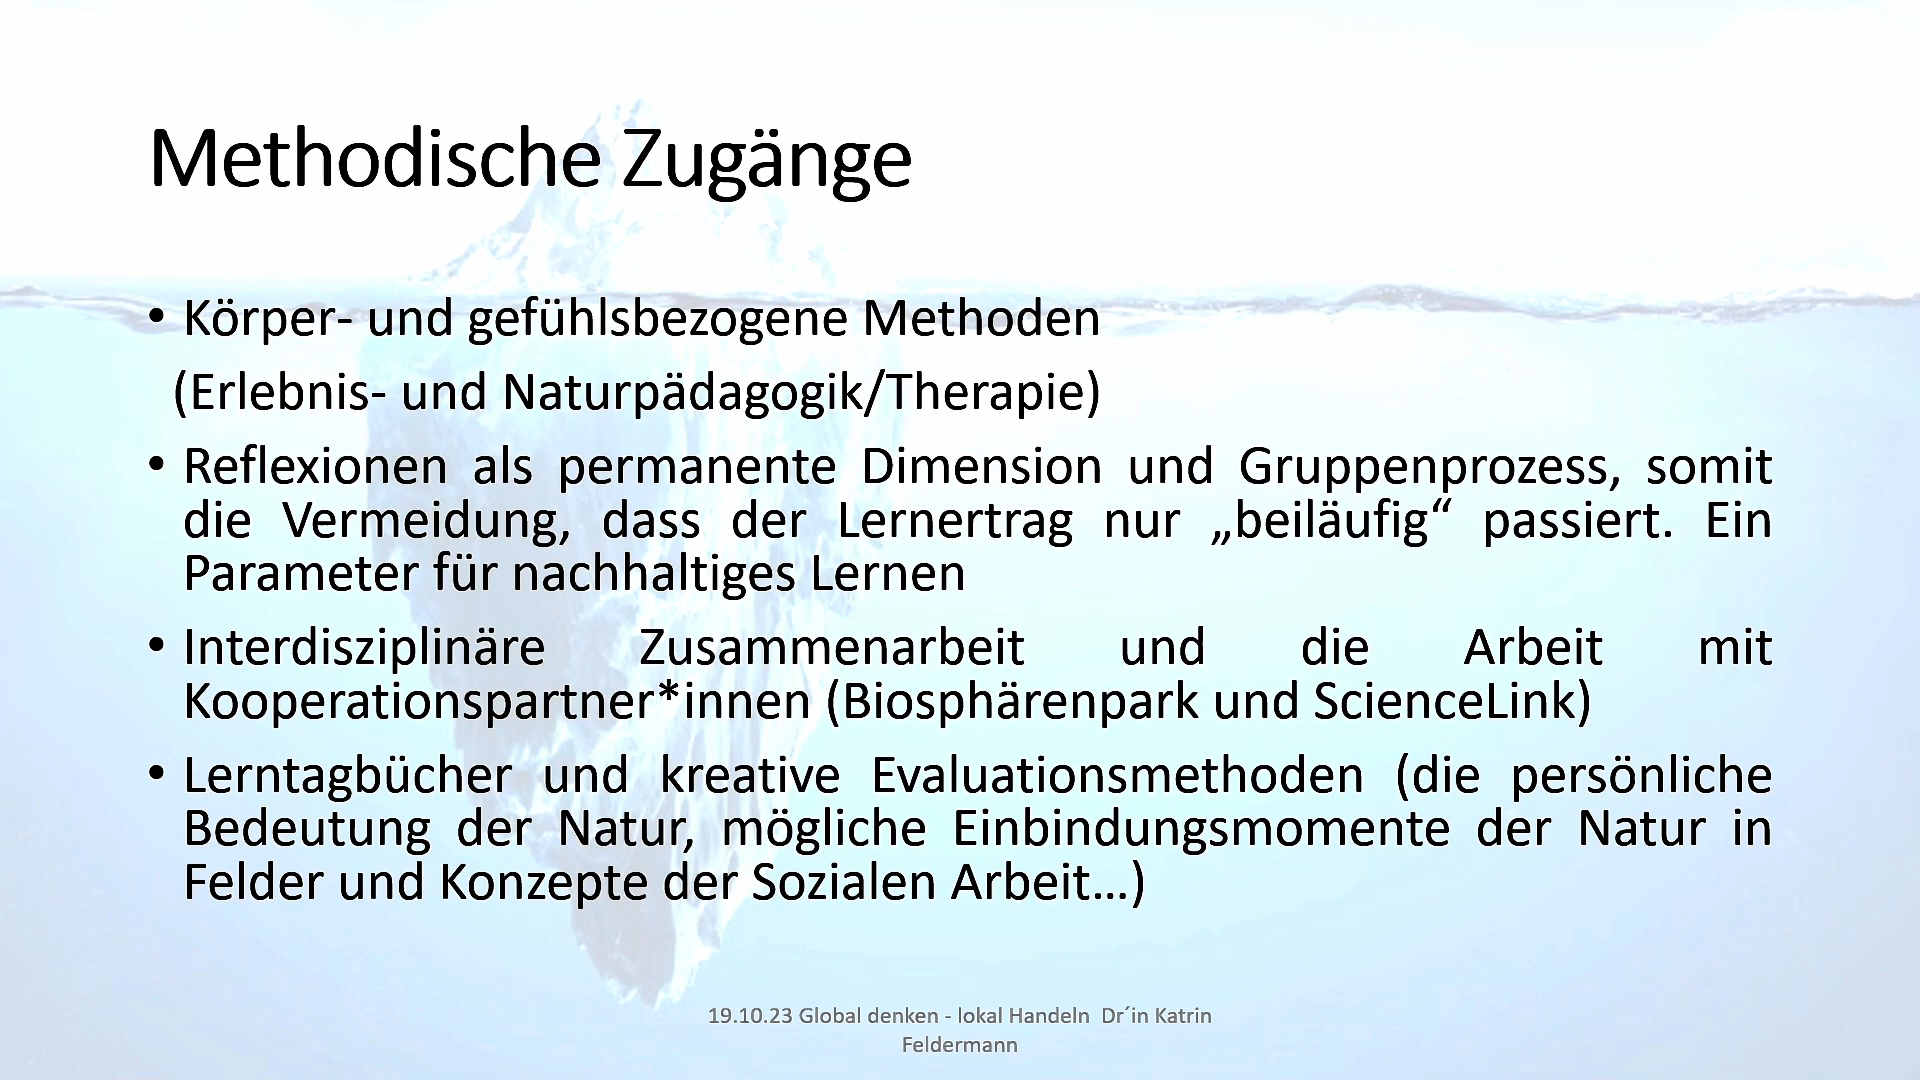 Methodische Zugänge
• Körper- und gefühlsbezogene Methoden
(Erlebnis- und Naturpädagogik/Therapie)
• Reflexionen als permanente Dimension und Gruppenprozess, somit
die Vermeidung, dass der Lernertrag nur „beiläufig“ passiert. Ein
Parameter für nachhaltiges Lernen
• Interdisziplinäre Zusammenarbeit und die Arbeit mit
Kooperationspartner*innen (Biosphärenpark und ScienceLink)
• Lerntagbücher und kreative Evaluationsmethoden (die persönliche
Bedeutung der Natur, mögliche Einbindungsmomente der Natur in
Felder und Konzepte der Sozialen Arbeit…)
19.10.23 Global denken - lokal Handeln Dr´in Katrin
Feldermann